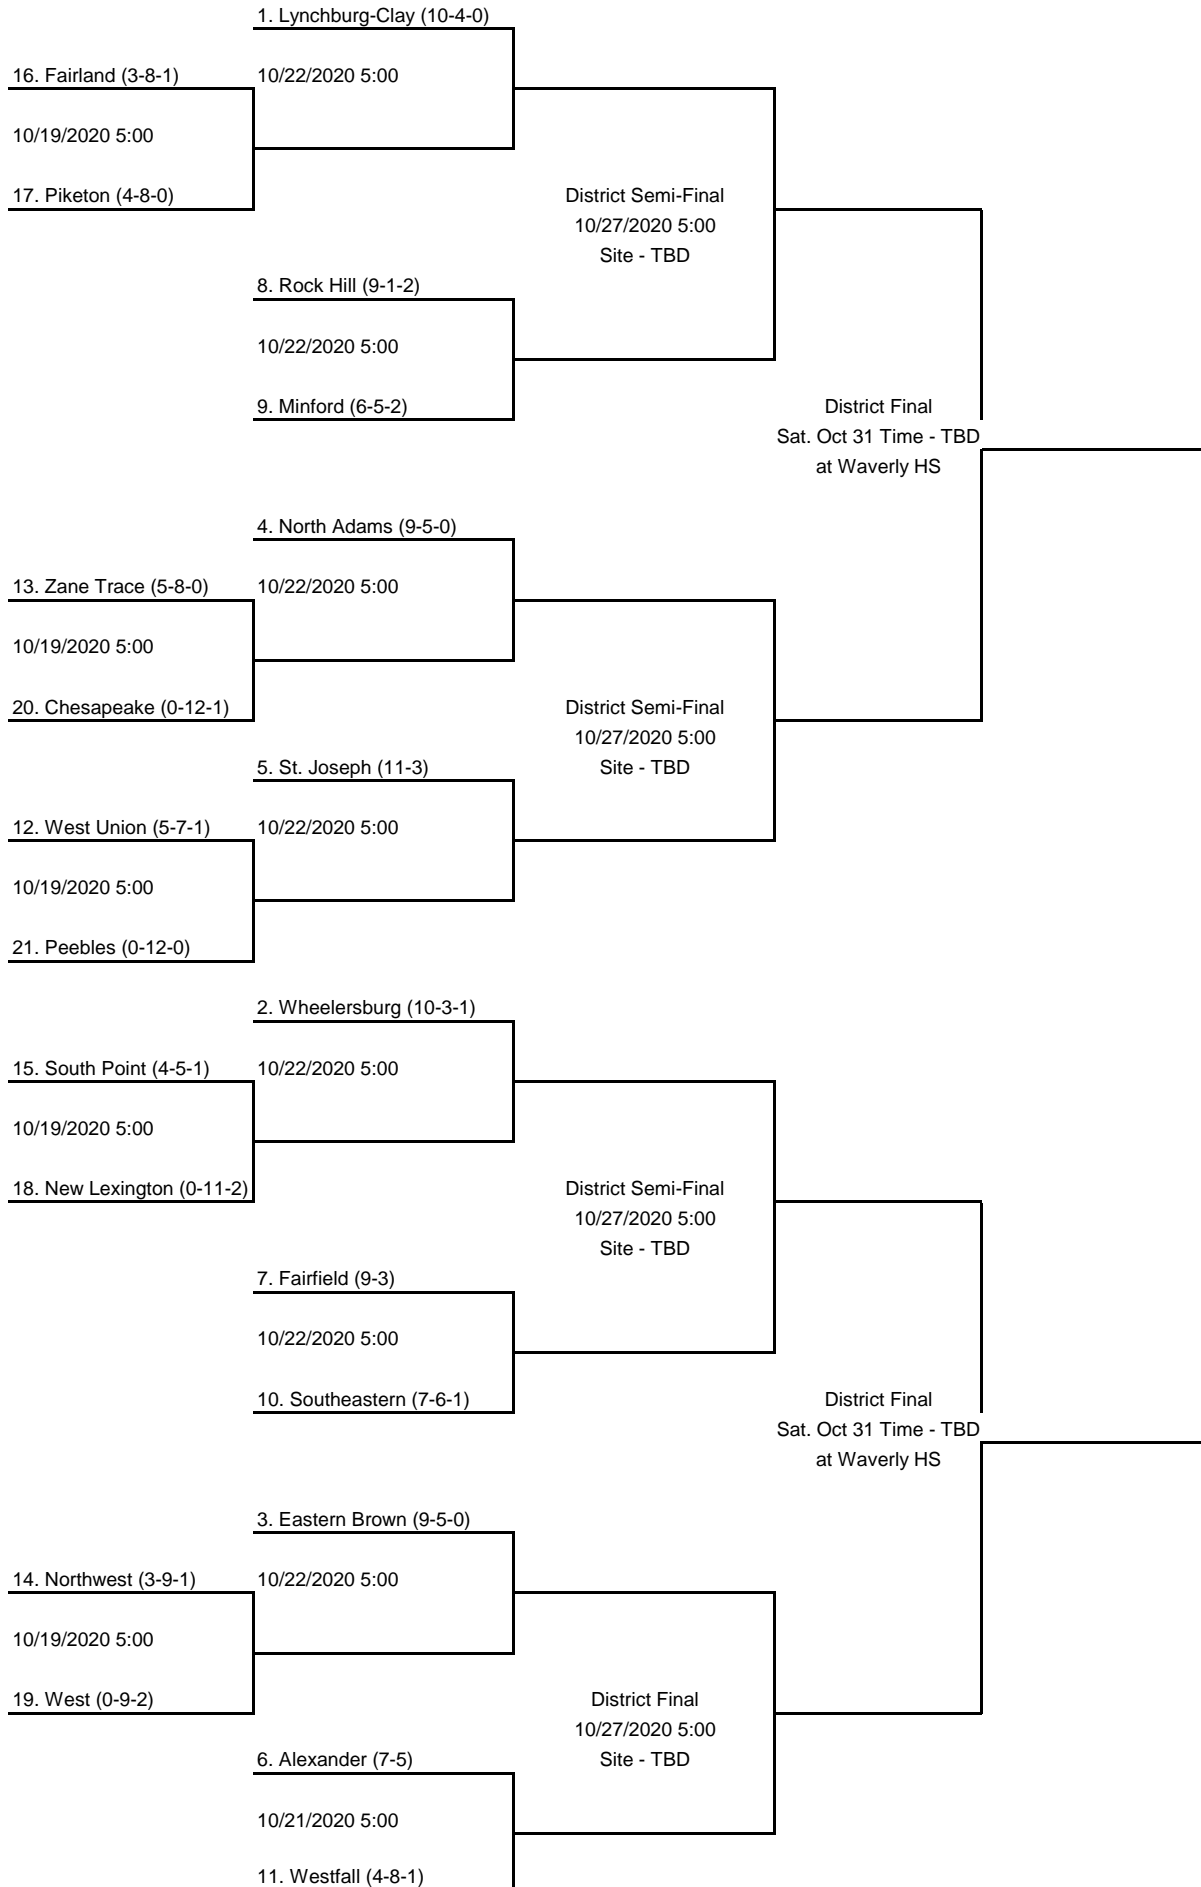 1. Lynchburg-Clay (10-4-0)
16. Fairland (3-8-1)
10/22/2020 5:00
10/19/2020 5:00
17. Piketon (4-8-0)
District Semi-Final
10/27/2020 5:00
Site - TBD
8. Rock Hill (9-1-2)
10/22/2020 5:00
9. Minford (6-5-2)
District Final
Sat. Oct 31 Time - TBD
at Waverly HS
4. North Adams (9-5-0)
13. Zane Trace (5-8-0)
10/22/2020 5:00
10/19/2020 5:00
20. Chesapeake (0-12-1)
District Semi-Final
10/27/2020 5:00
Site - TBD
5. St. Joseph (11-3)
12. West Union (5-7-1)
10/22/2020 5:00
10/19/2020 5:00
21. Peebles (0-12-0)
2. Wheelersburg (10-3-1)
15. South Point (4-5-1)
10/22/2020 5:00
10/19/2020 5:00
18. New Lexington (0-11-2)
District Semi-Final
10/27/2020 5:00
Site - TBD
7. Fairfield (9-3)
10/22/2020 5:00
10. Southeastern (7-6-1)
District Final
Sat. Oct 31 Time - TBD
at Waverly HS
3. Eastern Brown (9-5-0)
14. Northwest (3-9-1)
10/22/2020 5:00
10/19/2020 5:00
19. West (0-9-2)
District Final
10/27/2020 5:00
Site - TBD
6. Alexander (7-5)
10/21/2020 5:00
11. Westfall (4-8-1)